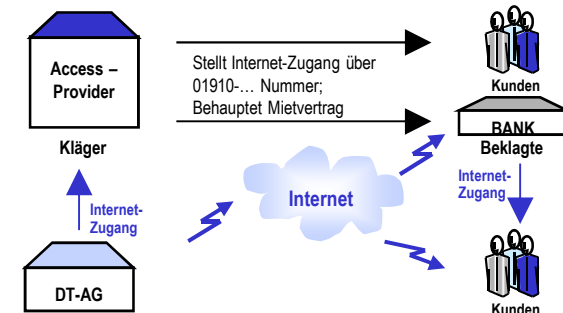 Access –
Provider
Kläger
Stellt Internet-Zugang über
01910-... Nummer;
Behauptet Mietvertrag
Kunden
BANK
Beklagte
Internet-
Zugang
Internet
Internet-
Zugang
DT-AG
Kunden